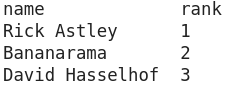 name rank
Rick Astley 1
Bananarama 2
David Hasselhof 3